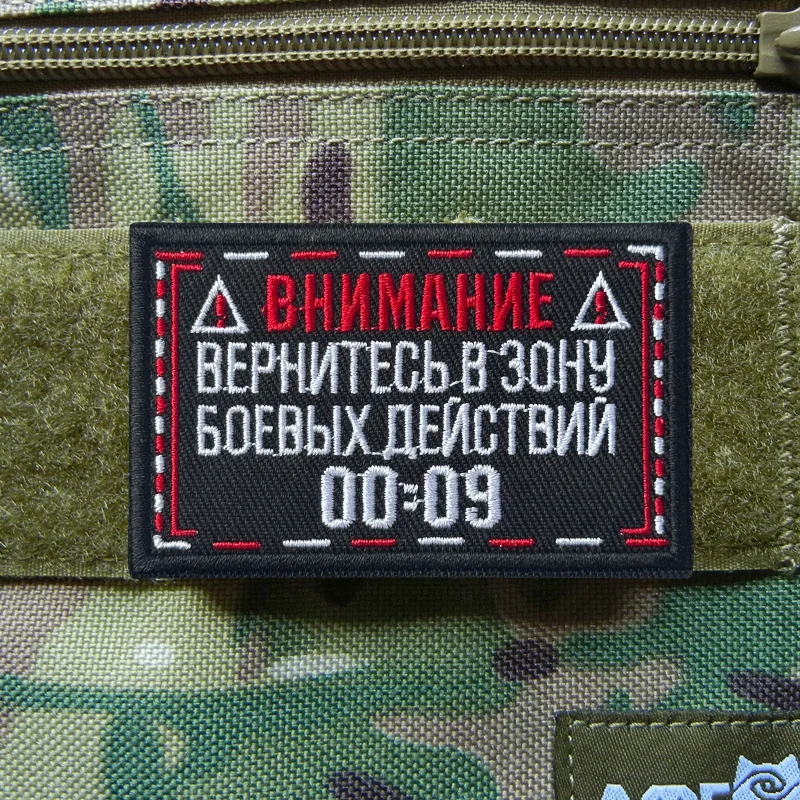 ВНИМАНИЕ
ВЕРНИТЕСЬ В ЗОНУ
БОЕВЫХ ДЕЙСТВИЙ
00:09